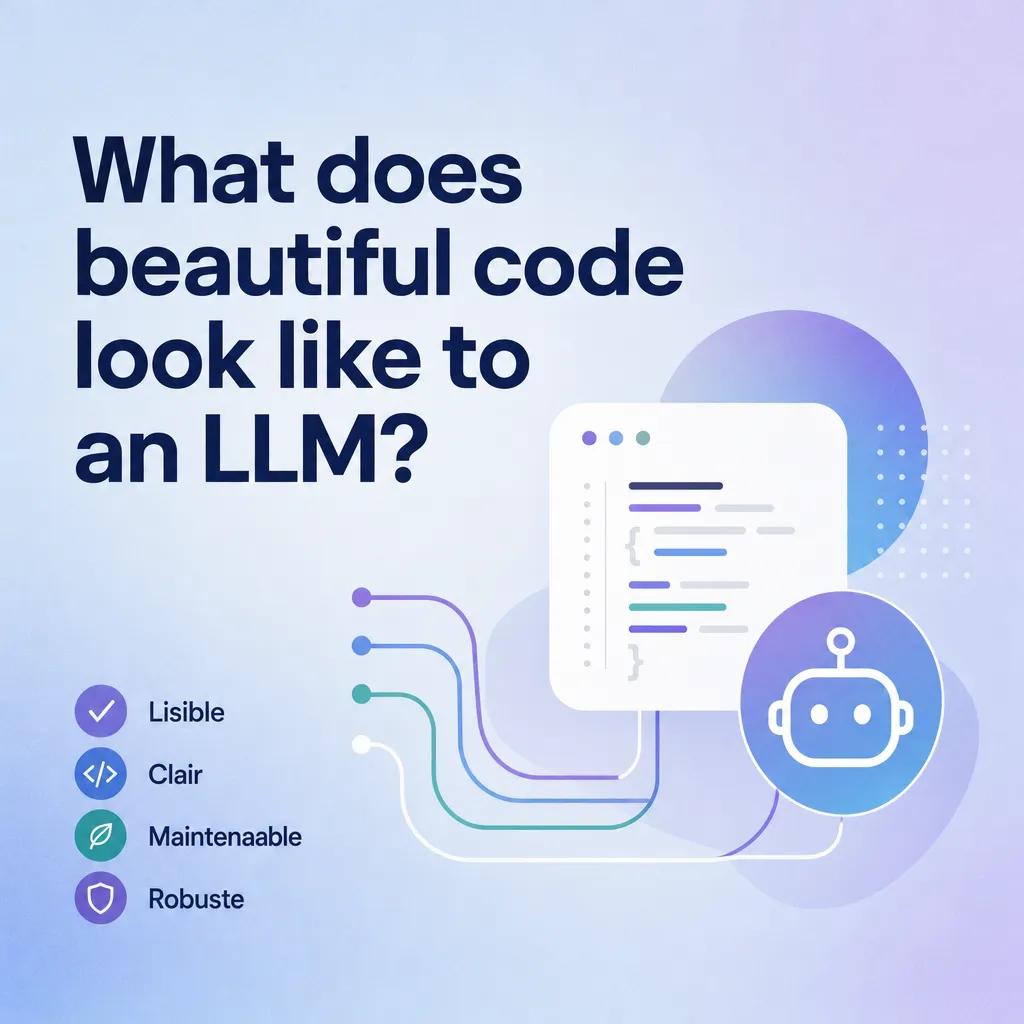 What does
beautiful code
look like to
an LLM?
{
}
</>
Lisible
Clair
Maintenaable
Robuste